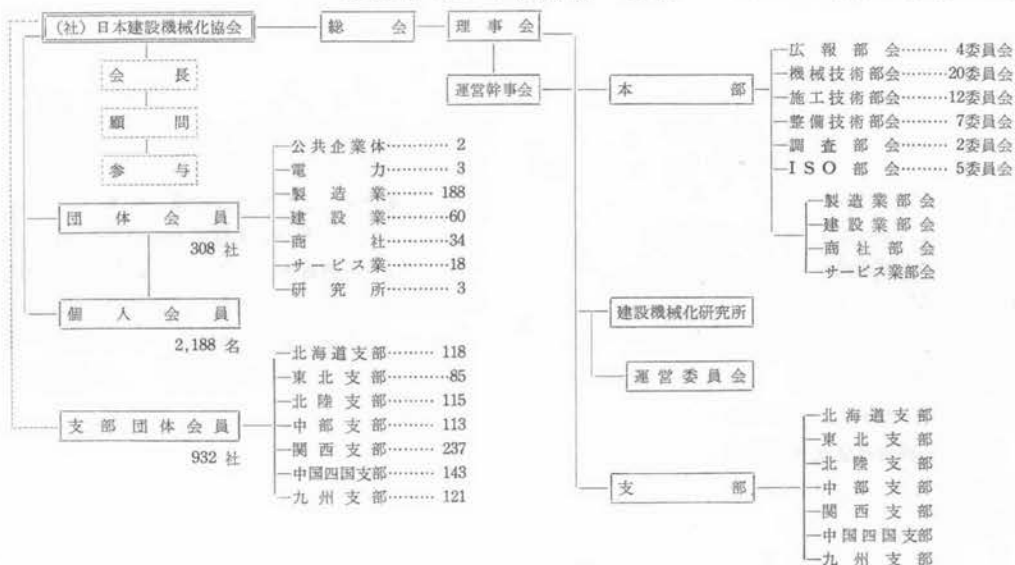 (社)日本建設機械化協会
総会
理事会
運営幹事会
会長
顧問
参与
団体会員
308 社
公共企業体………… 2
電力………… 3
製造業………188
建設業…………60
商社…………34
サービス業…………18
研究所………… 3
個人会員
2,188 名
支部団体会員
932 社
北海道支部……… 118
東北支部…………85
北陸支部……… 115
中部支部……… 113
関西支部……… 237
中国四国支部……… 143
九州支部……… 121
本部
広報部会……… 4委員会
機械技術部会………20委員会
施工技術部会………12委員会
整備技術部会……… 7委員会
調査部会……… 2委員会
ISO部会……… 5委員会
製造業部会
建設業部会
商社部会
サービス業部会
建設機械化研究所
運営委員会
支部
北海道支部
東北支部
北陸支部
中部支部
関西支部
中国四国支部
九州支部